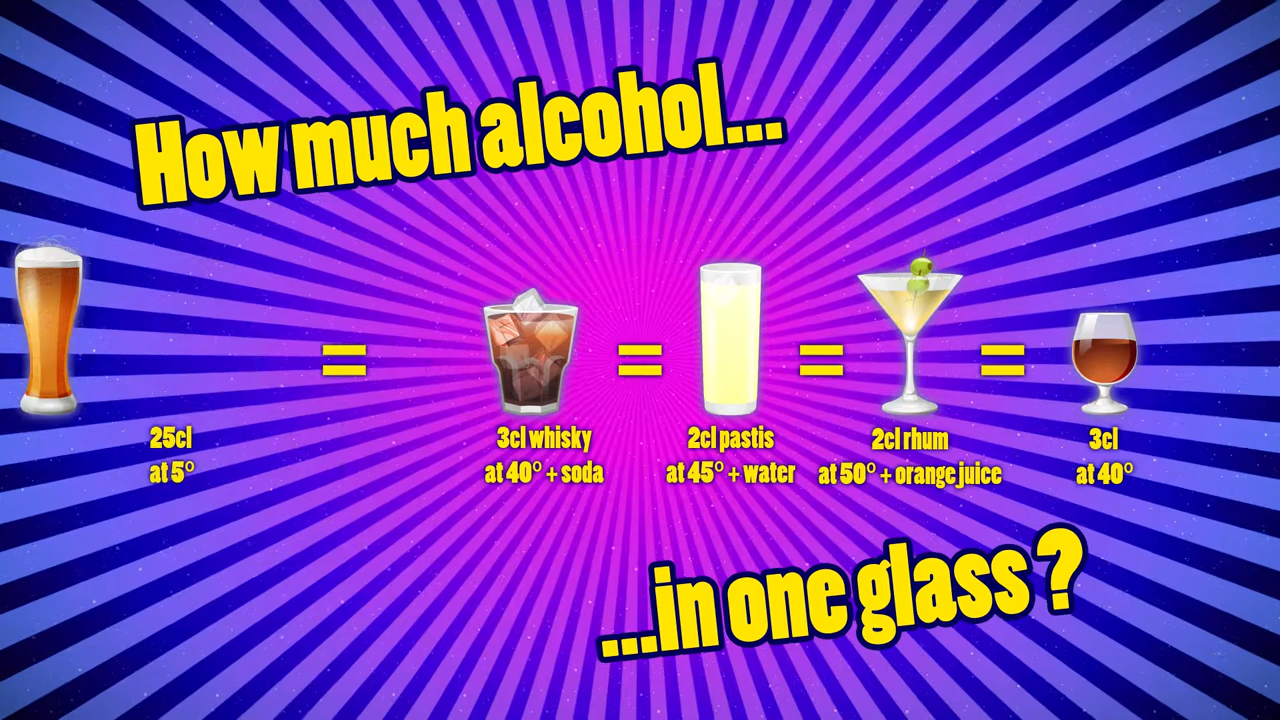 How much alcohol...
=
=
=
=
25cl
at 5°
3cl whisky
at 40° + soda
2cl pastis
at 45° + water
2cl rhum
at 50° + orange juice
3cl
at 40°
...in one glass ?